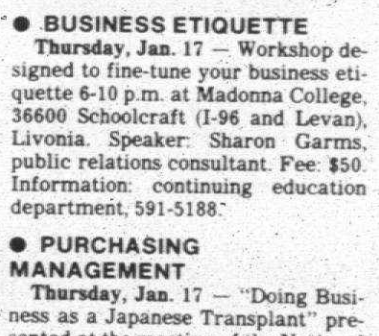 ● BUSINESS ETIQUETTE
Thursday, Jan. 17 — Workshop de-
signed to fine-tune your business eti-
quette 6-10 p.m. at Madonna College,
36600 Schoolcraft (I-96 and Levan),
Livonia. Speaker: Sharon Garms,
public relations consultant. Fee: $50.
Information: continuing education
department, 591-5188.
● PURCHASING
MANAGEMENT
Thursday, Jan. 17 — "Doing Busi-
ness as a Japanese Transplant" pre-